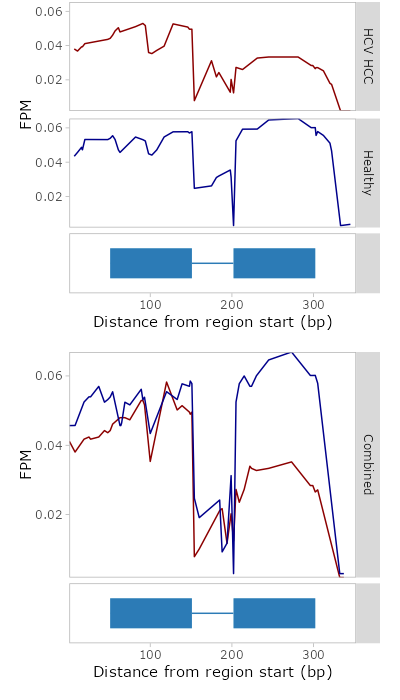 0.06
0.04
0.02
HCV HCC
FPM
0.06
0.04
0.02
Healthy
100 200 300
Distance from region start (bp)
0.06
0.04
0.02
FPM
Combined
100 200 300
Distance from region start (bp)